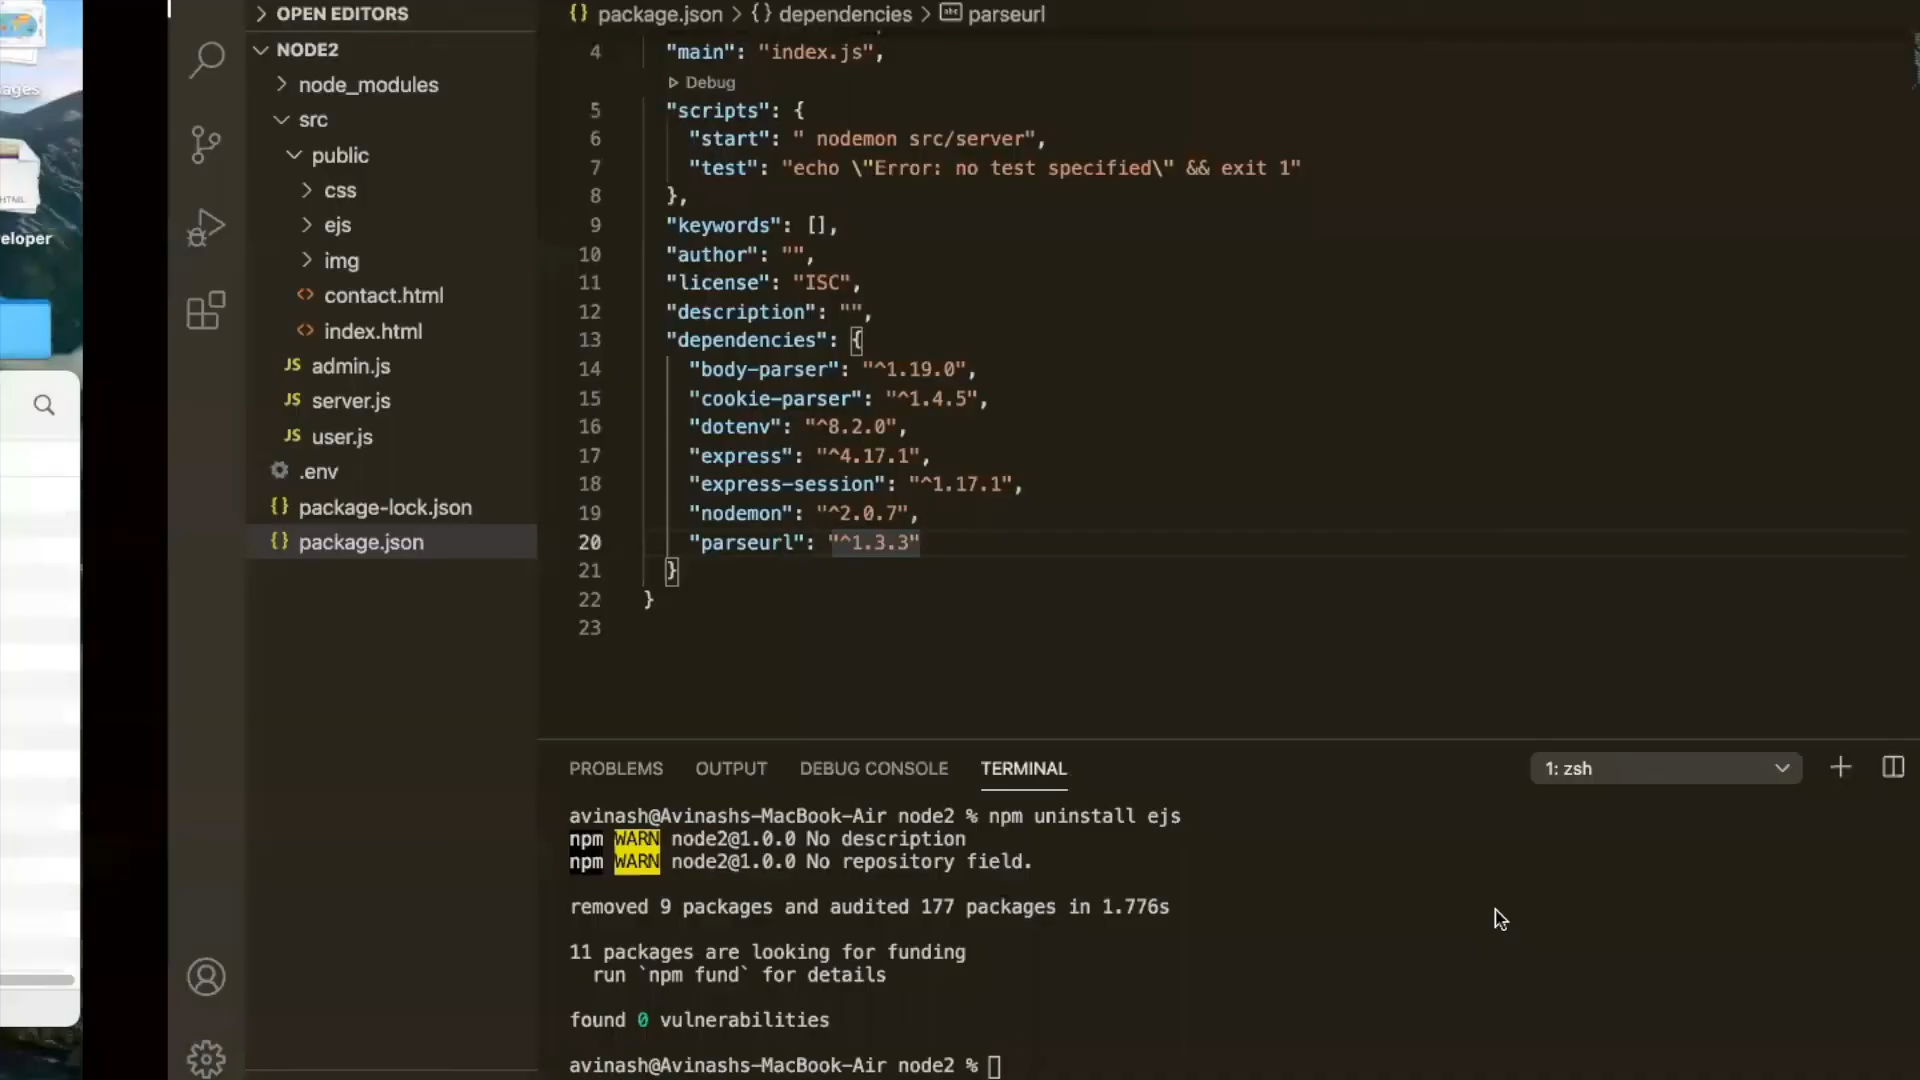 ages
HTML
eloper
OPEN EDITORS
NODE2
node_modules
src
public
css
ejs
img
contact.html
index.html
admin.js
server.js
user.js
.env
package-lock.json
package.json
{} package.json > {} dependencies > abc parseurl
4 "main": "index.js",
Debug
5 "scripts": {
6 "start": " nodemon src/server",
7 "test": "echo \"Error: no test specified\" && exit 1"
8 },
9 "keywords": [],
10 "author": "",
11 "license": "ISC",
12 "description": "",
13 "dependencies": {
14 "body-parser": "^1.19.0",
15 "cookie-parser": "^1.4.5",
16 "dotenv": "^8.2.0",
17 "express": "^4.17.1",
18 "express-session": "^1.17.1",
19 "nodemon": "^2.0.7",
20 "parseurl": "^1.3.3"
21 }
22 }
23
PROBLEMS OUTPUT DEBUG CONSOLE TERMINAL 1: zsh
avinash@Avinashs-MacBook-Air node2 % npm uninstall ejs
npm WARN node2@1.0.0 No description
npm WARN node2@1.0.0 No repository field.
removed 9 packages and audited 177 packages in 1.776s
11 packages are looking for funding
run `npm fund` for details
found 0 vulnerabilities
avinash@Avinashs-MacBook-Air node2 %